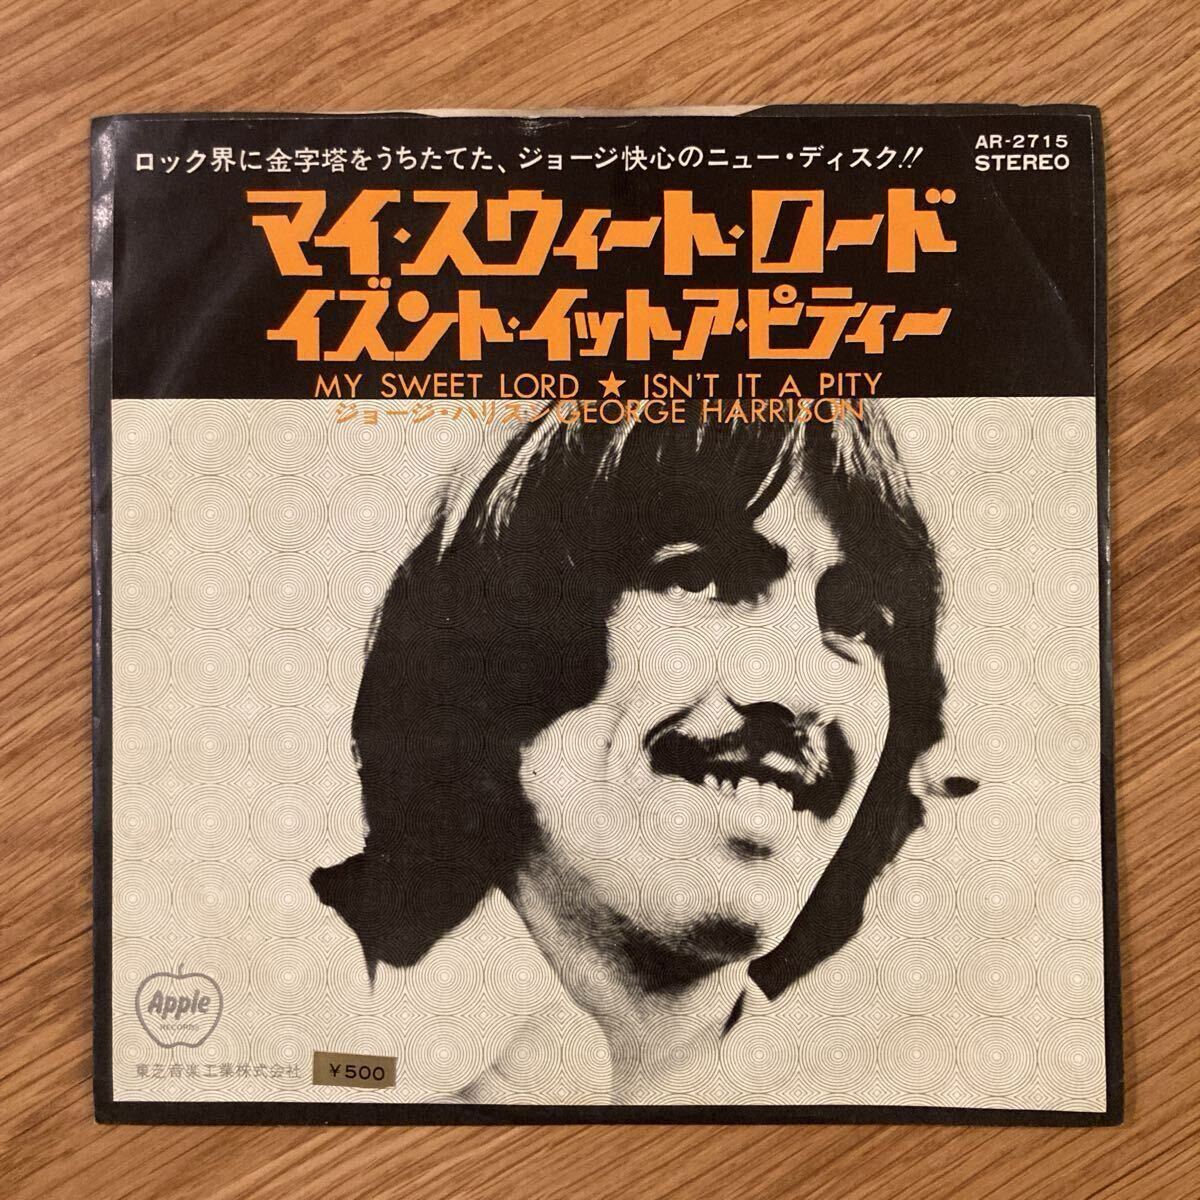 ロック界に金字塔をうちたてた、ジョージ快心のニュー・ディスク!!
AR-2715
STEREO
マイ・スウィート・ロード
イズント・イット・ア・ピティー
MY SWEET LORD ★ ISN'T IT A PITY
ジョージ・ハリスン GEORGE HARRISON
Apple
RECORDS
東芝音楽工業株式会社
¥500